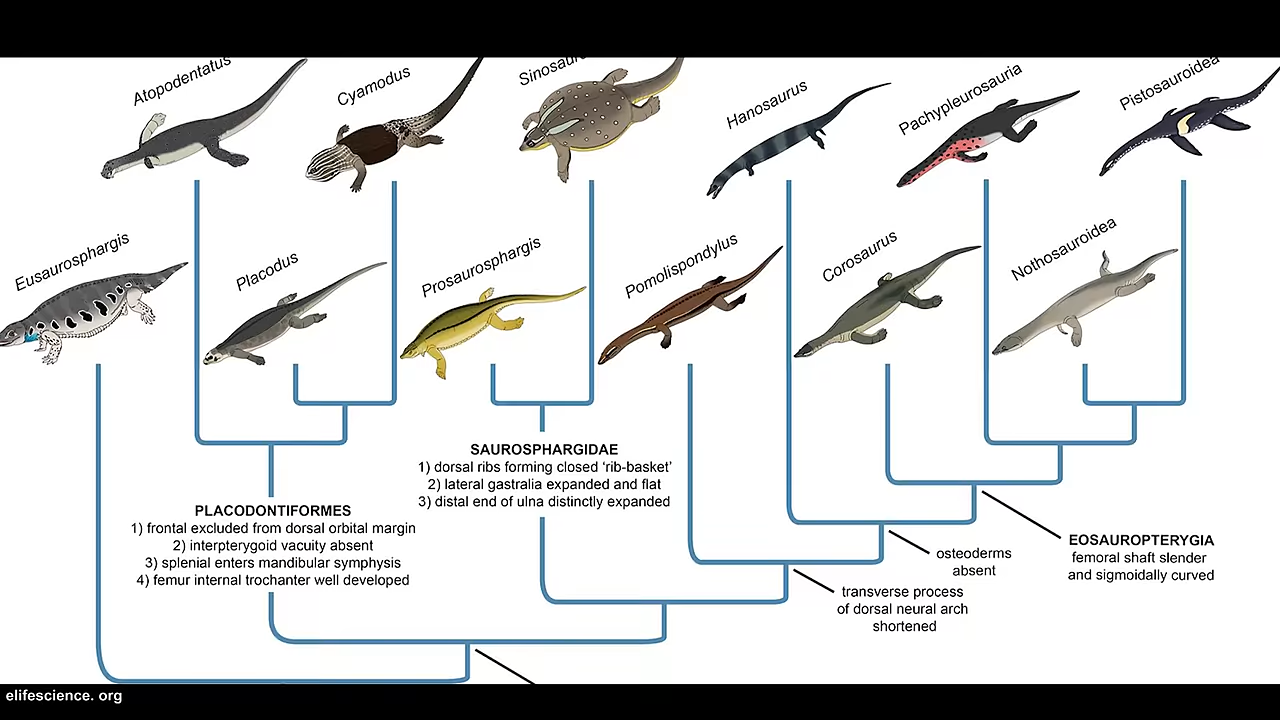 Atopodentatus
Cyamodus
Hanosaurus
Pachypleurosauria
Pistosauroidea
Eusaurosphargis
Placodus
Prosaurosphargis
Pomolispondylus
Corosaurus
Nothosauroidea
SAUROSPHARGIDAE
1) dorsal ribs forming closed ‘rib-basket’
2) lateral gastralia expanded and flat
3) distal end of ulna distinctly expanded
PLACODONTIFORMES
1) frontal excluded from dorsal orbital margin
2) interpterygoid vacuity absent
3) splenial enters mandibular symphysis
4) femur internal trochanter well developed
EOSAUROPTERYGIA
femoral shaft slender
and sigmoidally curved
osteoderms
absent
transverse process
of dorsal neural arch
shortened
elifescience. org